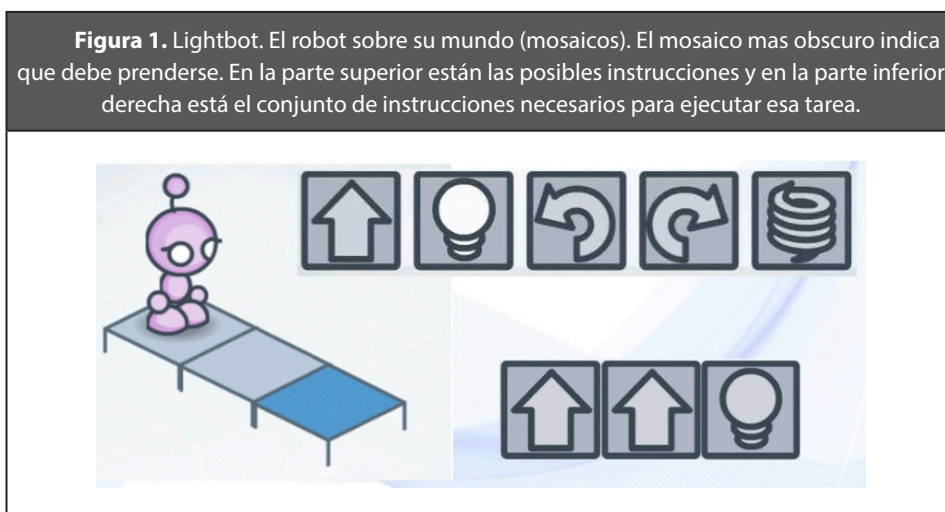 Figura 1. Lightbot. El robot sobre su mundo (mosaicos). El mosaico mas obscuro indica
que debe prenderse. En la parte superior están las posibles instrucciones y en la parte inferior
derecha está el conjunto de instrucciones necesarios para ejecutar esa tarea.